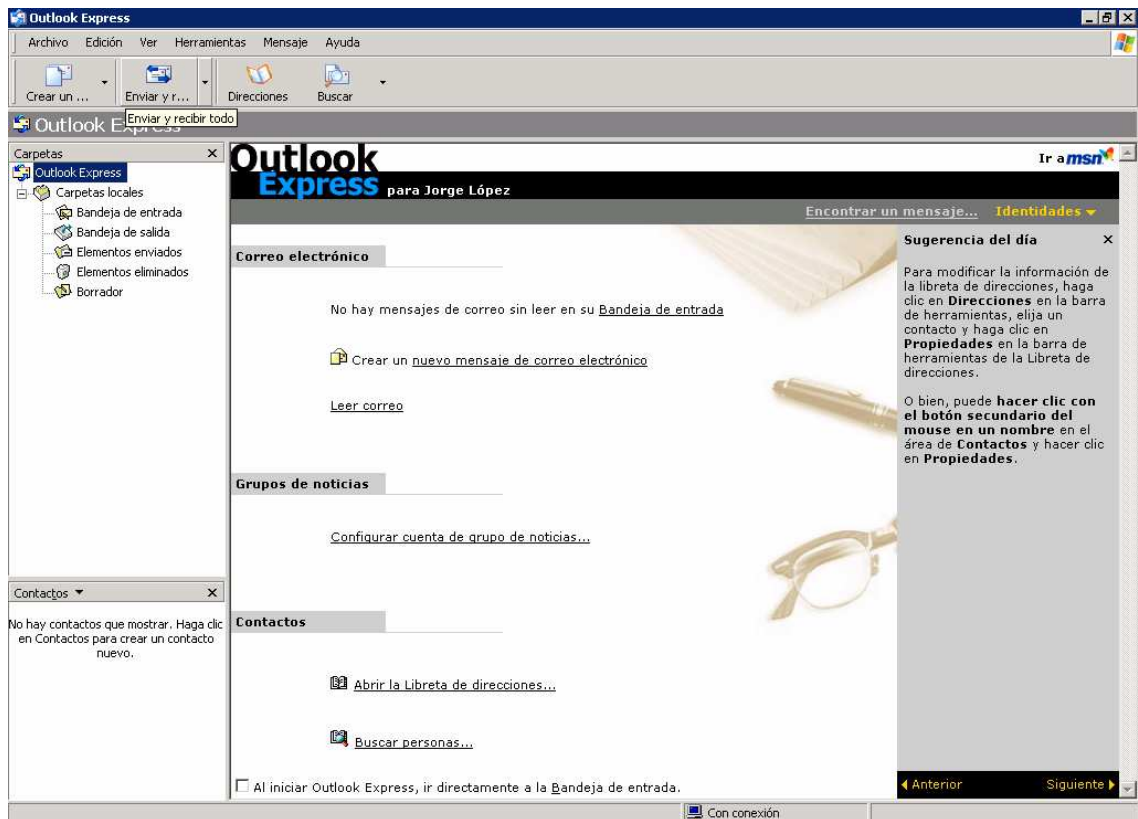 Outlook Express
Archivo Edición Ver Herramientas Mensaje Ayuda
Crear un ... Enviar y r... Direcciones Buscar
Enviar y recibir todo
Outlook Express
Carpetas
Outlook Express
Carpetas locales
Bandeja de entrada
Bandeja de salida
Elementos enviados
Elementos eliminados
Borrador
Contactos
No hay contactos que mostrar. Haga clic
en Contactos para crear un contacto
nuevo.
Outlook
Express para Jorge López
Ir a msn
Encontrar un mensaje... Identidades
Correo electrónico
No hay mensajes de correo sin leer en su Bandeja de entrada
Crear un nuevo mensaje de correo electrónico
Leer correo
Grupos de noticias
Configurar cuenta de grupo de noticias...
Contactos
Abrir la Libreta de direcciones...
Buscar personas...
Al iniciar Outlook Express, ir directamente a la Bandeja de entrada.
Sugerencia del día
Para modificar la información de
la libreta de direcciones, haga
clic en Direcciones en la barra
de herramientas, elija un
contacto y haga clic en
Propiedades en la barra de
herramientas de la Libreta de
direcciones.
O bien, puede hacer clic con
el botón secundario del
mouse en un nombre en el
área de Contactos y hacer clic
en Propiedades.
Anterior Siguiente
Con conexión